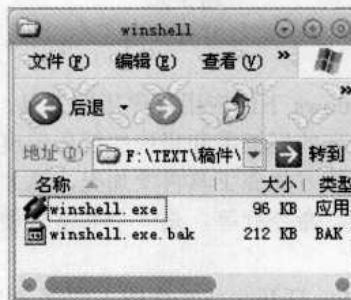 winshell
文件(F) 编辑(E) 查看(V) »
后退 »
地址(D) F:\TEXT\稿件\ 转到
名称 大小 类型
winshell.exe 96 KB 应用
winshell.exe.bak 212 KB BAK